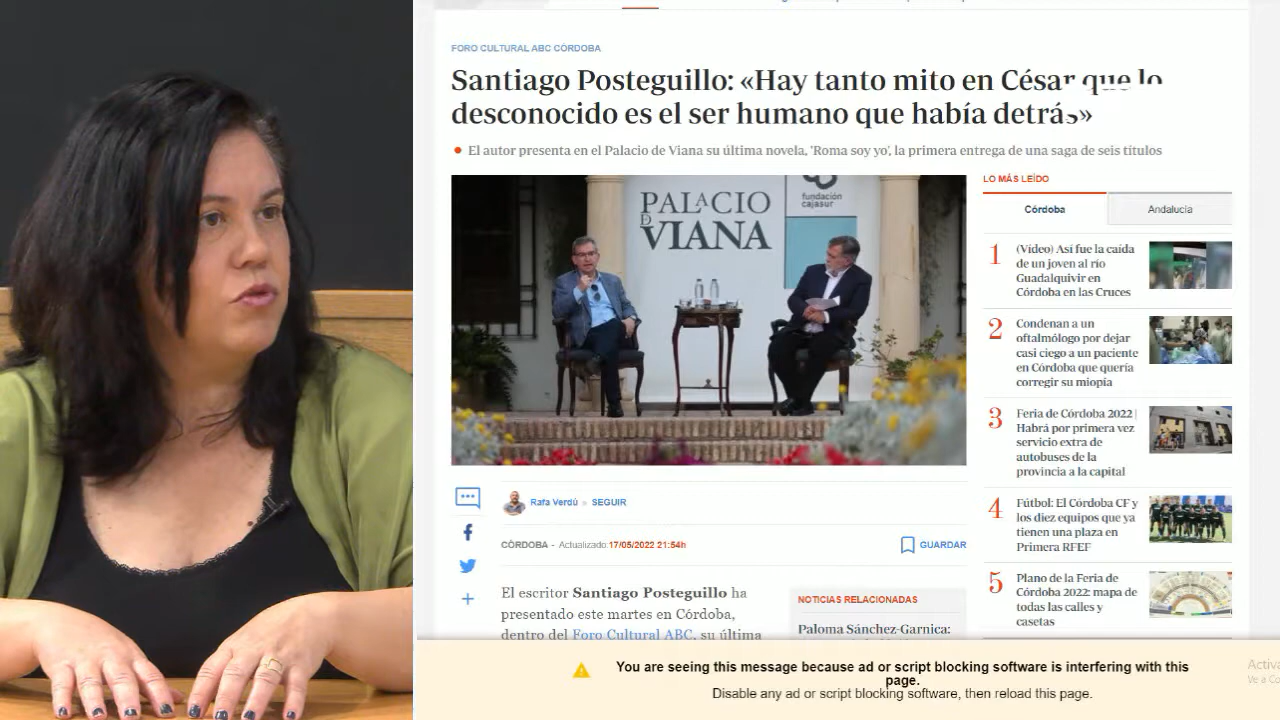 FORO CULTURAL ABC CÓRDOBA
Santiago Posteguillo: «Hay tanto mito en César que lo
desconocido es el ser humano que había detrás»
El autor presenta en el Palacio de Viana su última novela, 'Roma soy yo', la primera entrega de una saga de seis títulos
PALACIO
DE
VIANA
fundación
cajasur
Rafa Verdú
SEGUIR
CÓRDOBA - Actualizado:17/05/2022 21:54h
GUARDAR
El escritor Santiago Posteguillo ha
presentado este martes en Córdoba,
dentro del Foro Cultural ABC, su última
NOTICIAS RELACIONADAS
Paloma Sánchez-Garnica:
LO MÁS LEÍDO
Córdoba
Andalucía
1
(Vídeo) Así fue la caída
de un joven al río
Guadalquivir en
Córdoba en las Cruces
2
Condenan a un
oftalmólogo por dejar
casi ciego a un paciente
en Córdoba que quería
corregir su miopía
3
Feria de Córdoba 2022 |
Habrá por primera vez
servicio extra de
autobuses de la
provincia a la capital
4
Fútbol: El Córdoba CF y
los diez equipos que ya
tienen una plaza en
Primera RFEF
5
Plano de la Feria de
Córdoba 2022: mapa de
todas las calles y
casetas
You are seeing this message because ad or script blocking software is interfering with this
page.
Disable any ad or script blocking software, then reload this page.
Ve a